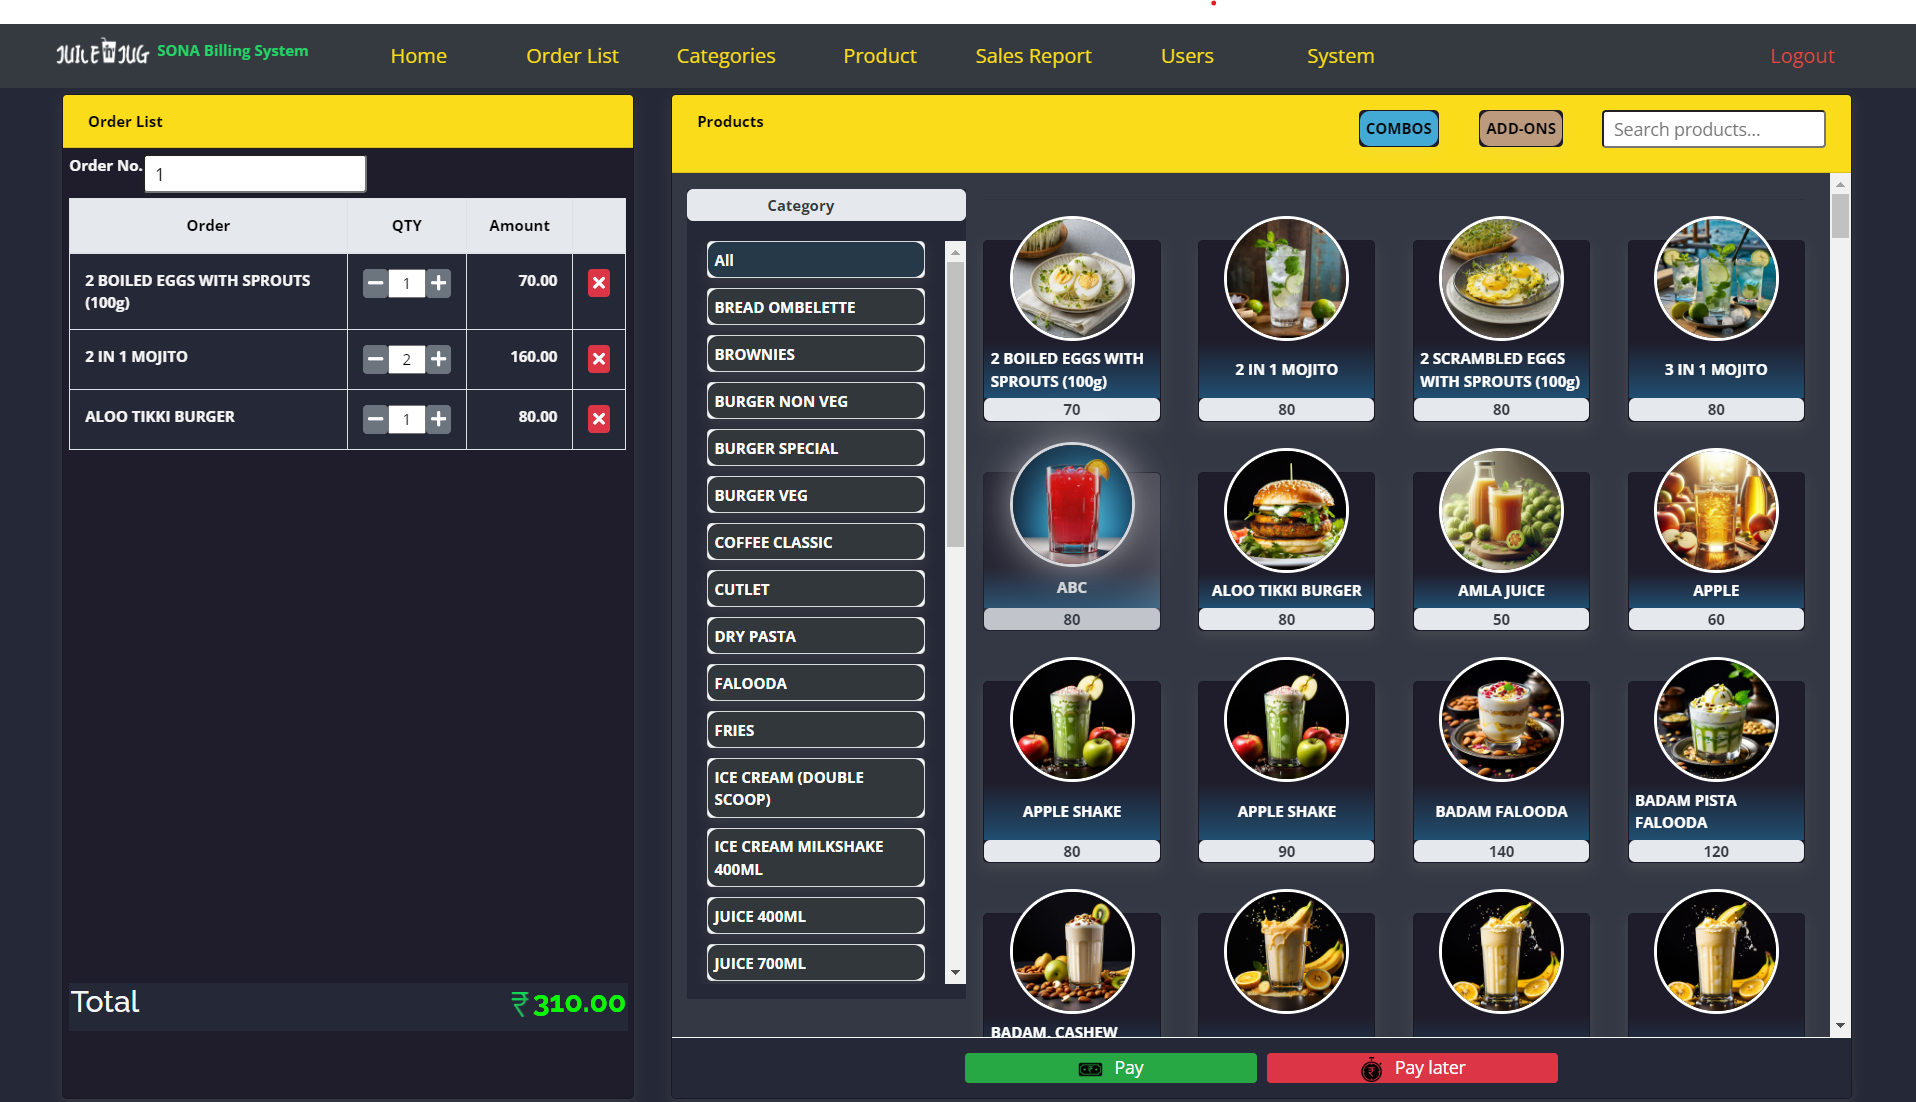 JUICE in JUG SONA Billing System
Home
Order List
Categories
Product
Sales Report
Users
System
Logout
Order List
Order No. 1
Order QTY Amount
2 BOILED EGGS WITH SPROUTS
(100g)
1 70.00
2 IN 1 MOJITO 2 160.00
ALOO TIKKI BURGER 1 80.00
Total ₹ 310.00
Products
COMBOS
ADD-ONS
Search products...
Category
All
BREAD OMBELETTE
BROWNIES
BURGER NON VEG
BURGER SPECIAL
BURGER VEG
COFFEE CLASSIC
CUTLET
DRY PASTA
FALOODA
FRIES
ICE CREAM (DOUBLE
SCOOP)
ICE CREAM MILKSHAKE
400ML
JUICE 400ML
JUICE 700ML
2 BOILED EGGS WITH
SPROUTS (100g)
70
2 IN 1 MOJITO
80
2 SCRAMBLED EGGS
WITH SPROUTS (100g)
80
3 IN 1 MOJITO
80
ABC
80
ALOO TIKKI BURGER
80
AMLA JUICE
50
APPLE
60
APPLE SHAKE
80
APPLE SHAKE
90
BADAM FALOODA
140
BADAM PISTA
FALOODA
120
BADAM, CASHEW
Pay
Pay later